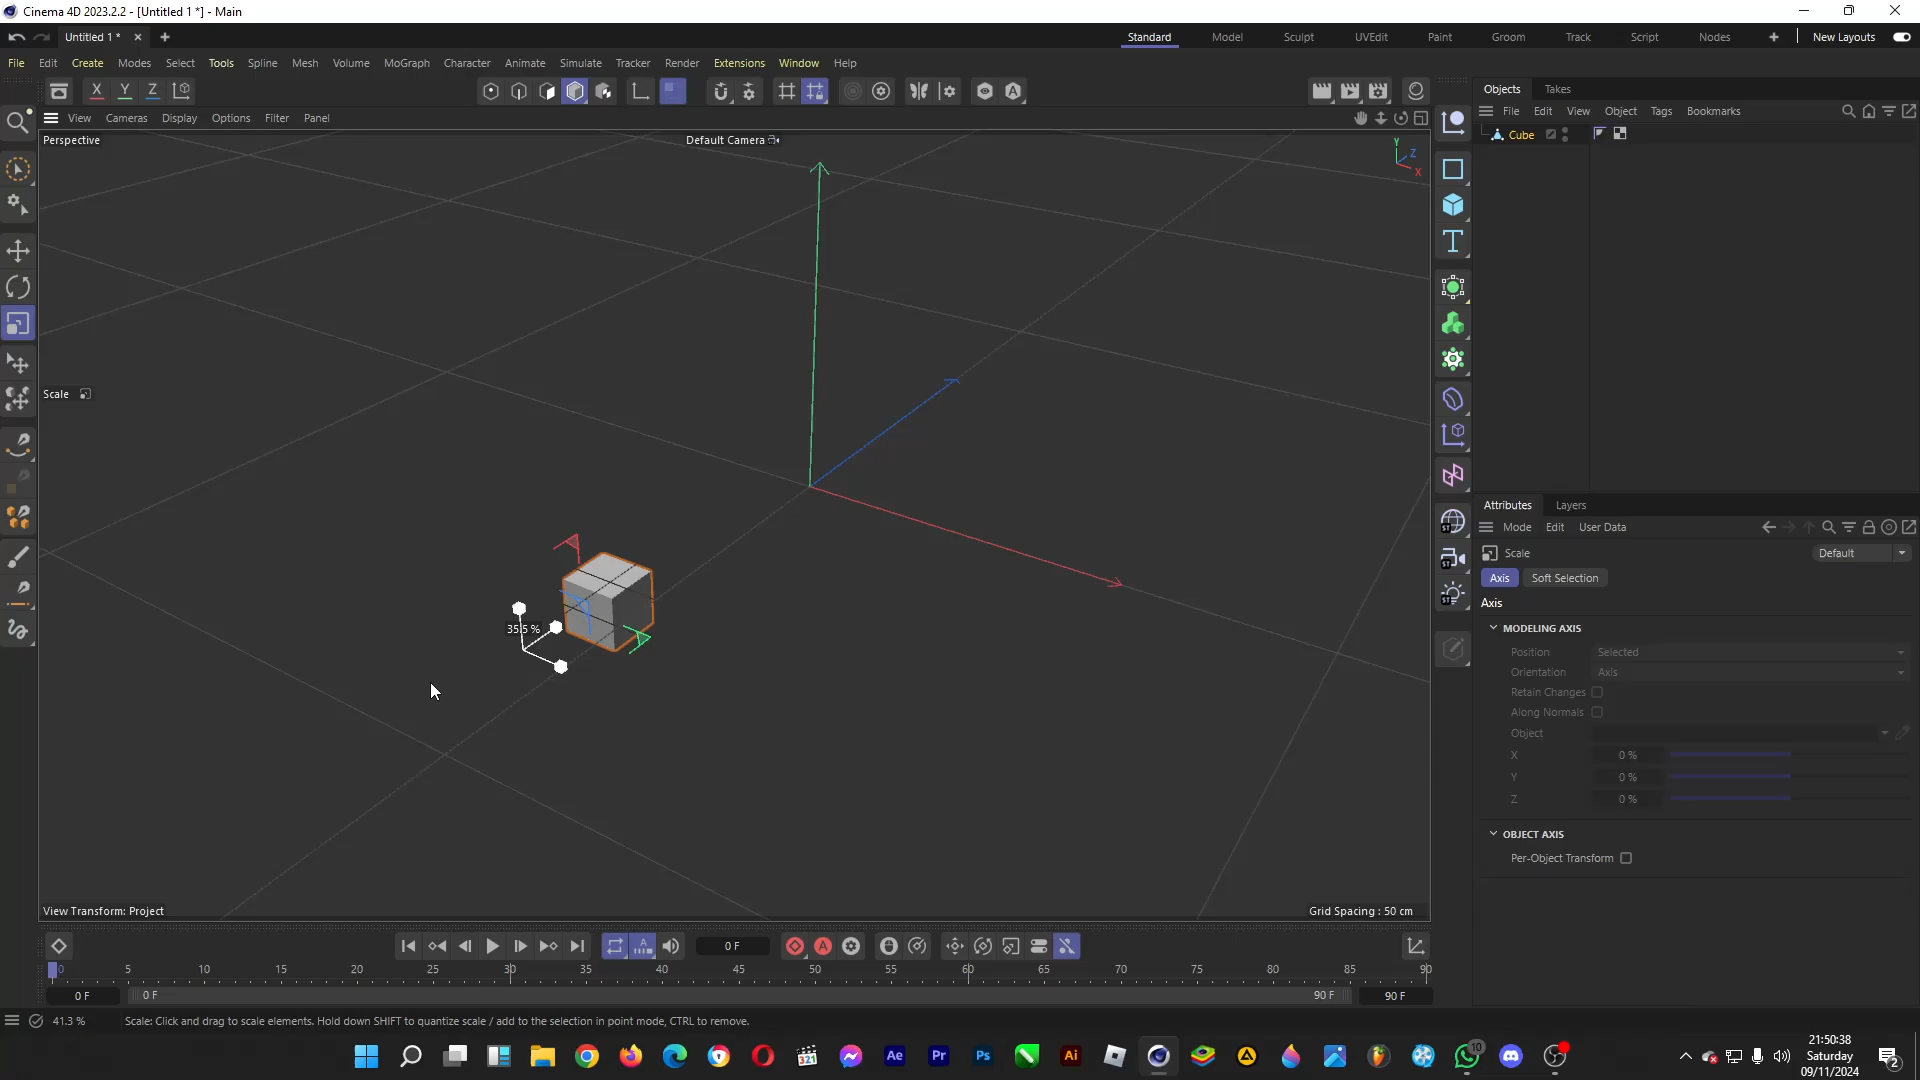 Cinema 4D 2023.2.2 - [Untitled 1 *] - Main
Untitled 1 *
Standard Model Sculpt UVEdit Paint Groom Track Script Nodes New Layouts
File Edit Create Modes Select Tools Spline Mesh Volume MoGraph Character Animate Simulate Tracker Render Extensions Window Help
X Y Z
Objects Takes
View Cameras Display Options Filter Panel
File Edit View Object Tags Bookmarks
Perspective
Default Camera
Y
Z
X
Cube
Scale
35.5 %
Attributes Layers
Mode Edit User Data
Scale
Default
Axis Soft Selection
Axis
MODELING AXIS
Position Selected
Orientation Axis
Retain Changes
Along Normals
Object
X 0 %
Y 0 %
Z 0 %
OBJECT AXIS
Per-Object Transform
View Transform: Project
Grid Spacing : 50 cm
0 F
0 5 10 15 20 25 30 35 40 45 50 55 60 65 70 75 80 85 90
0 F
0 F
90 F
90 F
41.3 %
Scale: Click and drag to scale elements. Hold down SHIFT to quantize scale / add to the selection in point mode, CTRL to remove.
321
Ae
Pr
Ps
Ai
10
21:50:38
Saturday
09/11/2024
2